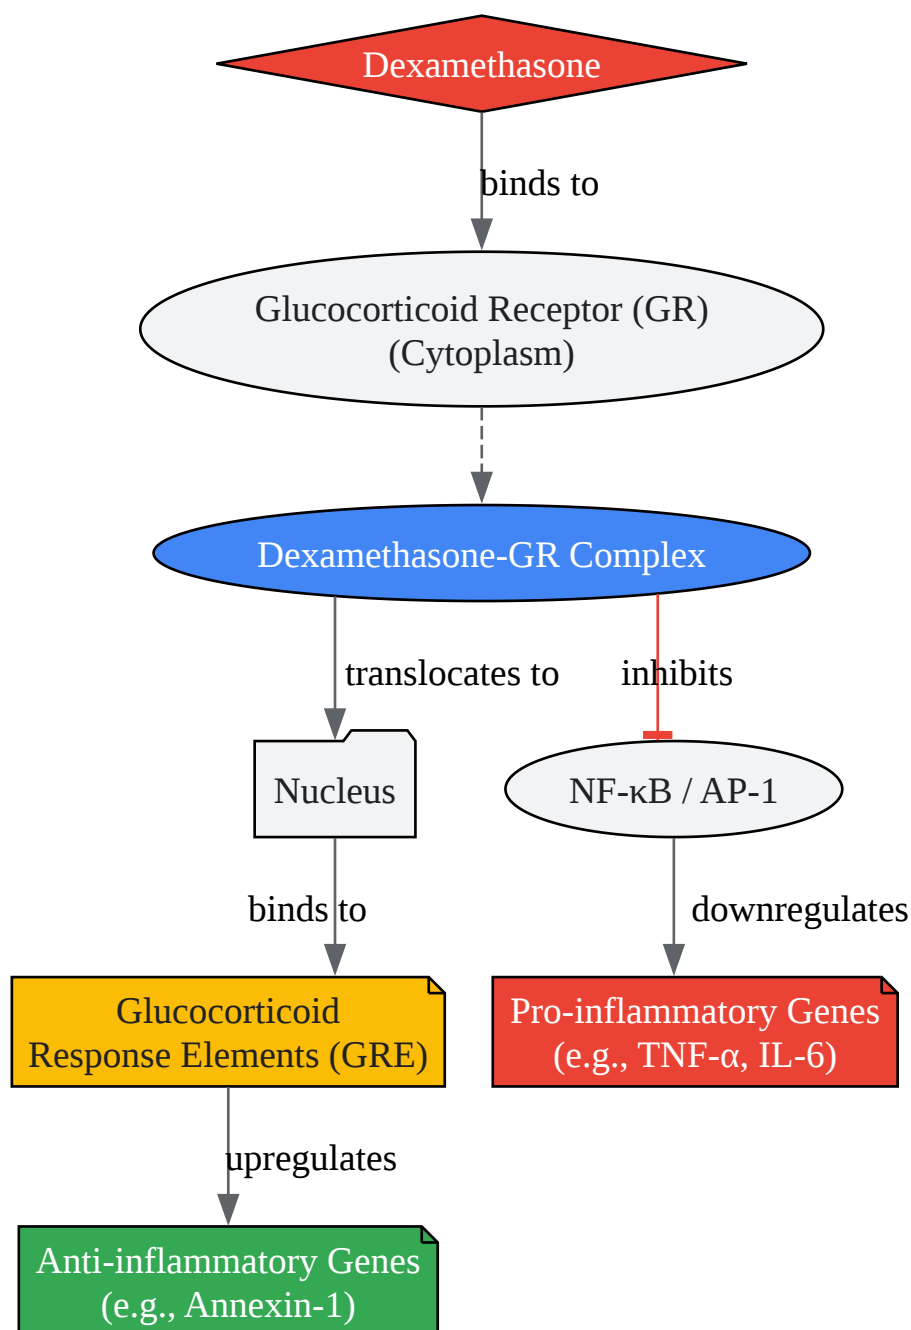 Dexamethasone
binds to
Glucocorticoid Receptor (GR)
(Cytoplasm)
Dexamethasone-GR Complex
translocates to
inhibits
Nucleus
NF-κB / AP-1
binds to
downregulates
Glucocorticoid
Response Elements (GRE)
Pro-inflammatory Genes
(e.g., TNF-α, IL-6)
upregulates
Anti-inflammatory Genes
(e.g., Annexin-1)